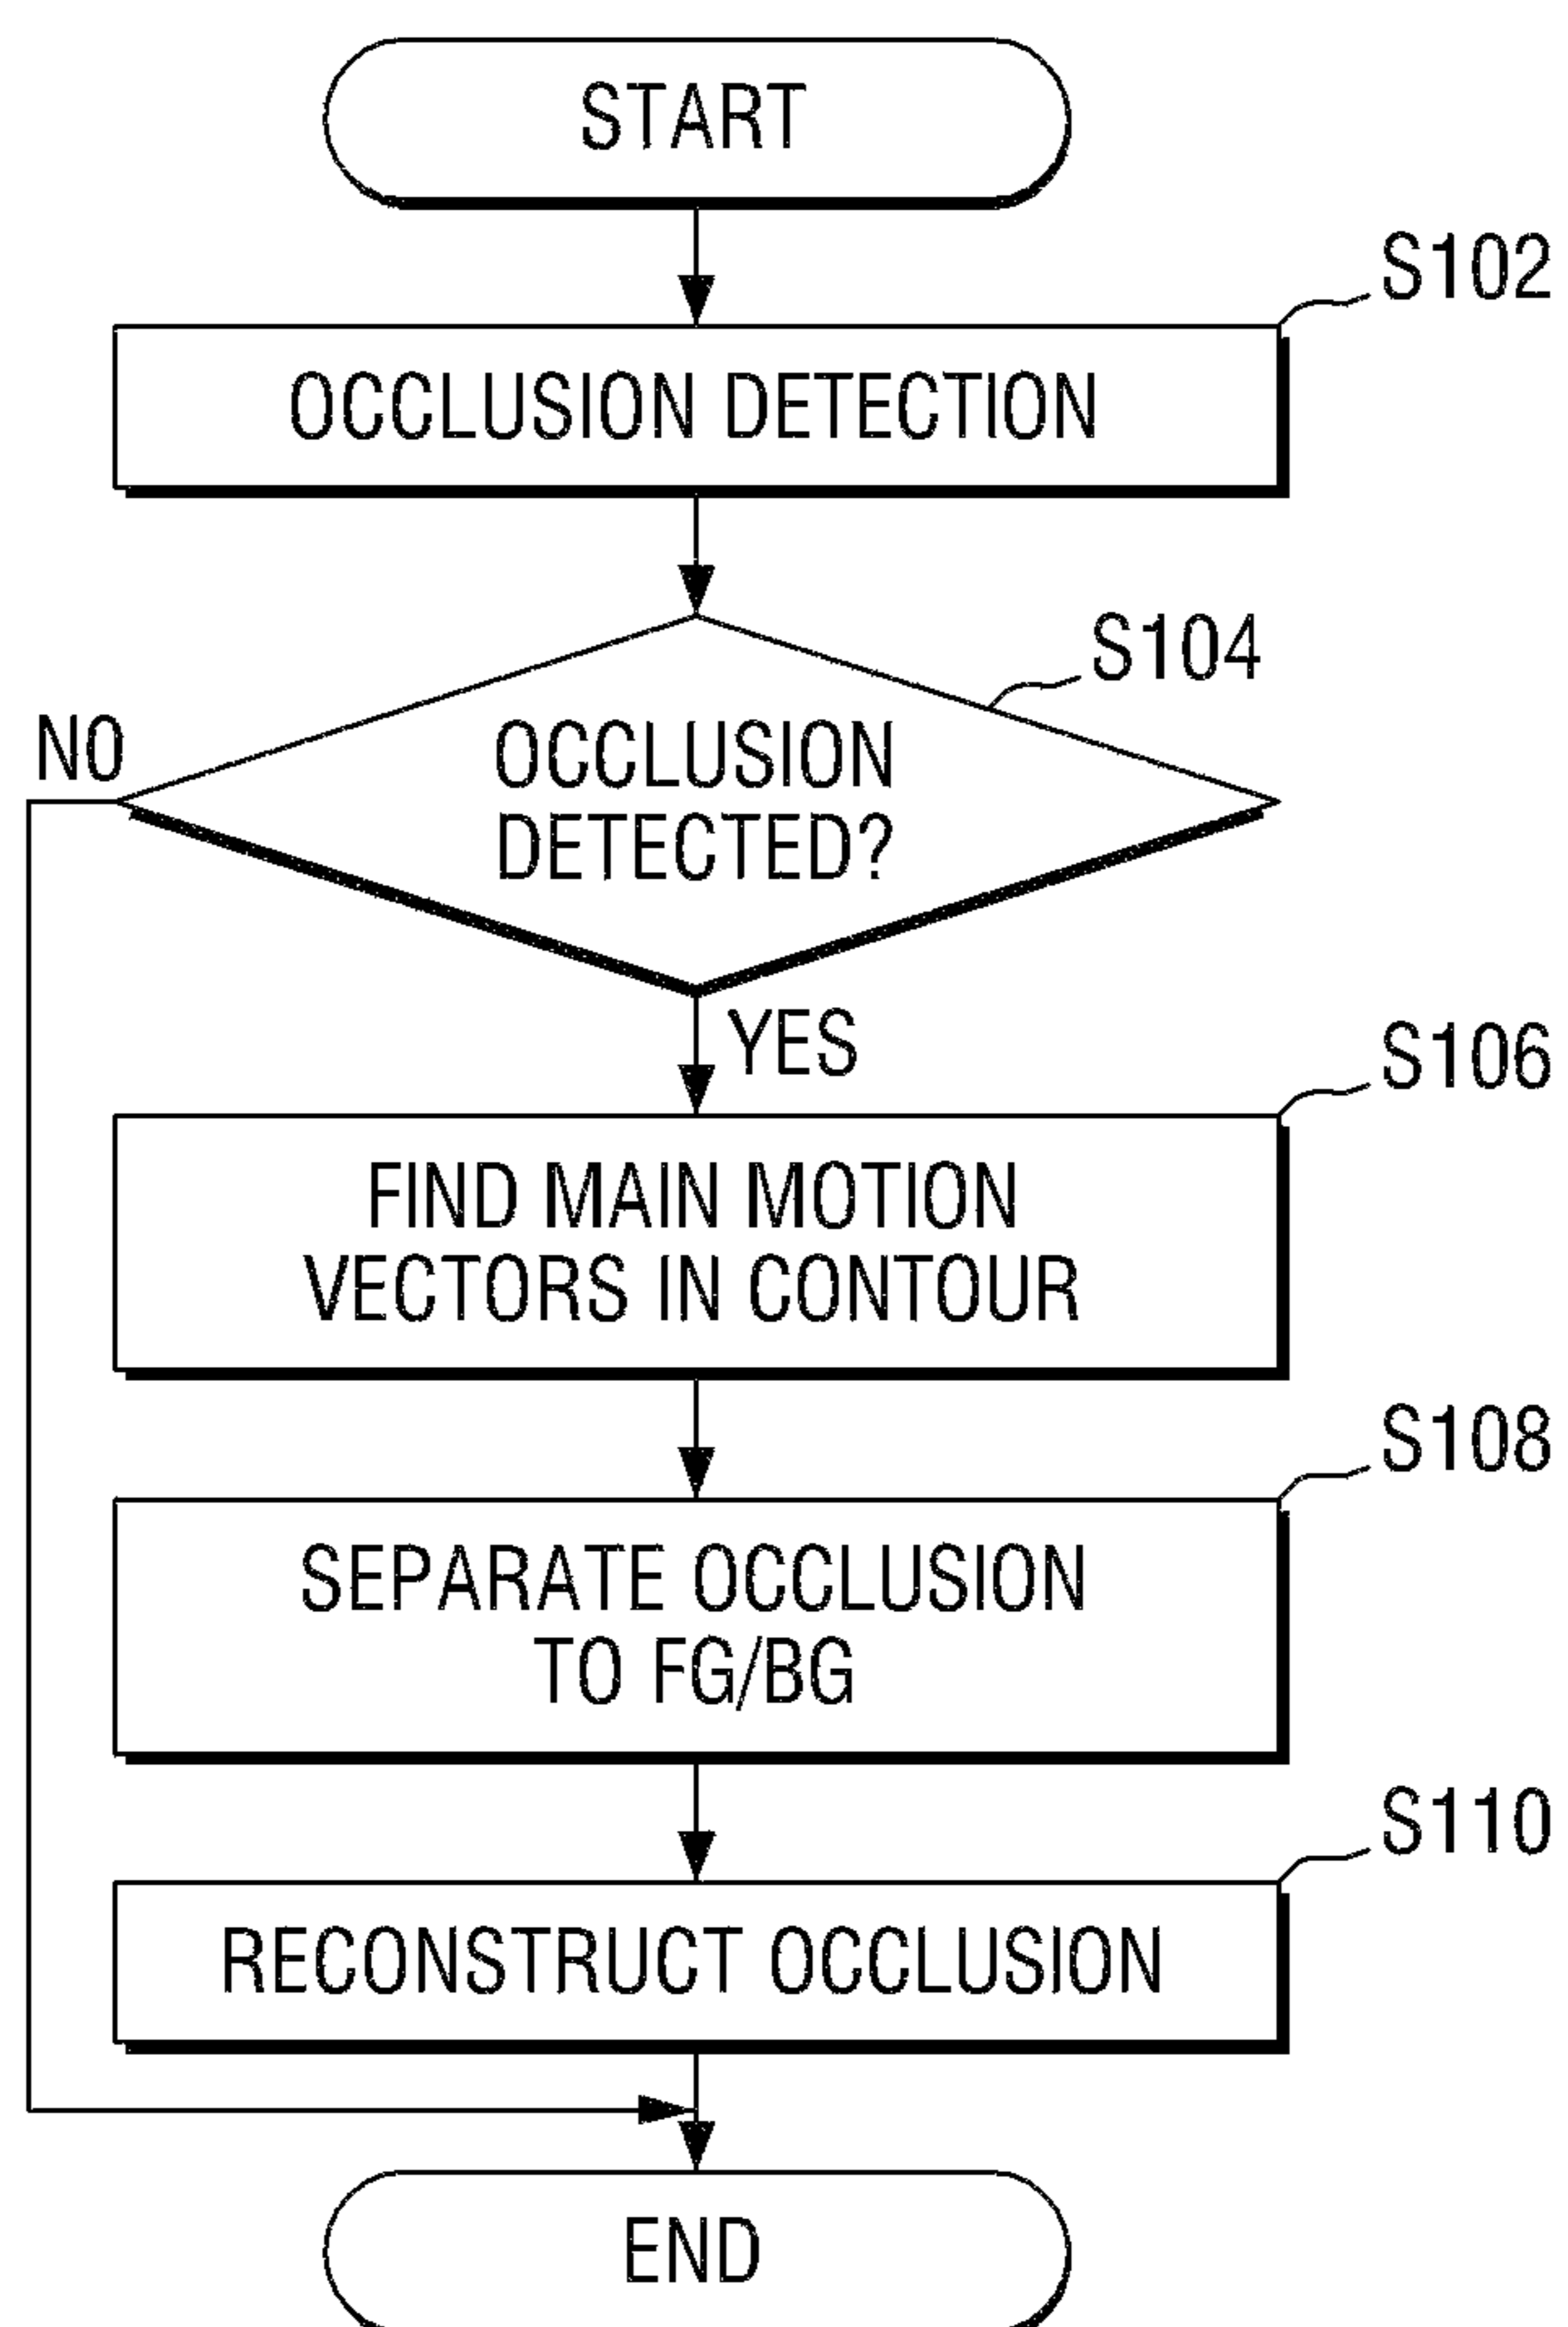 START
S102
OCCLUSION DETECTION
S104
NO
OCCLUSION
DETECTED?
YES
S106
FIND MAIN MOTION
VECTORS IN CONTOUR
S108
SEPARATE OCCLUSION
TO FG/BG
S110
RECONSTRUCT OCCLUSION
END